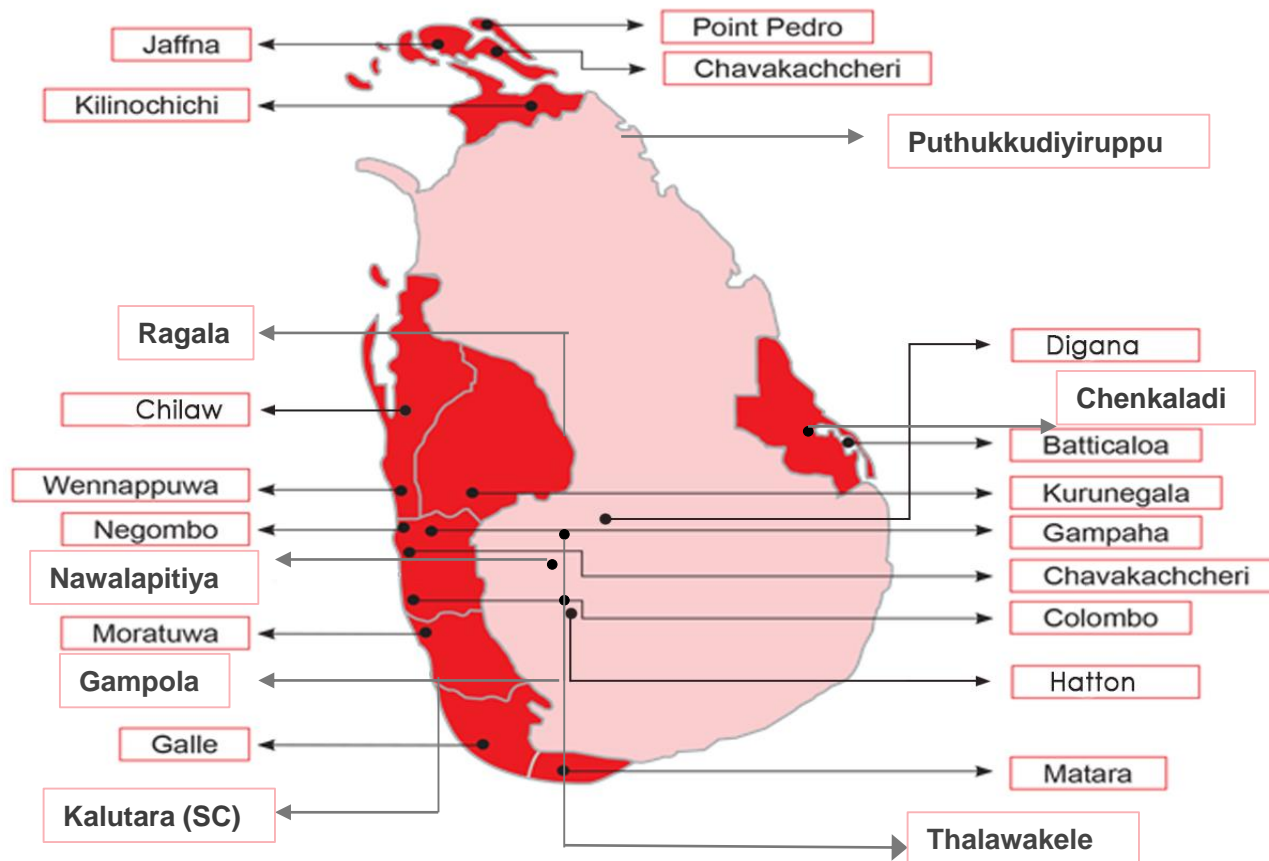 Point Pedro
Jaffna
Chavakachcheri
Kilinochichi
Puthukkudiyiruppu
Ragala
Digana
Chilaw
Chenkaladi
Batticaloa
Wennappuwa
Kurunegala
Negombo
Gampaha
Nawalapitiya
Chavakachcheri
Colombo
Moratuwa
Gampola
Hatton
Galle
Matara
Kalutara (SC)
Thalawakele